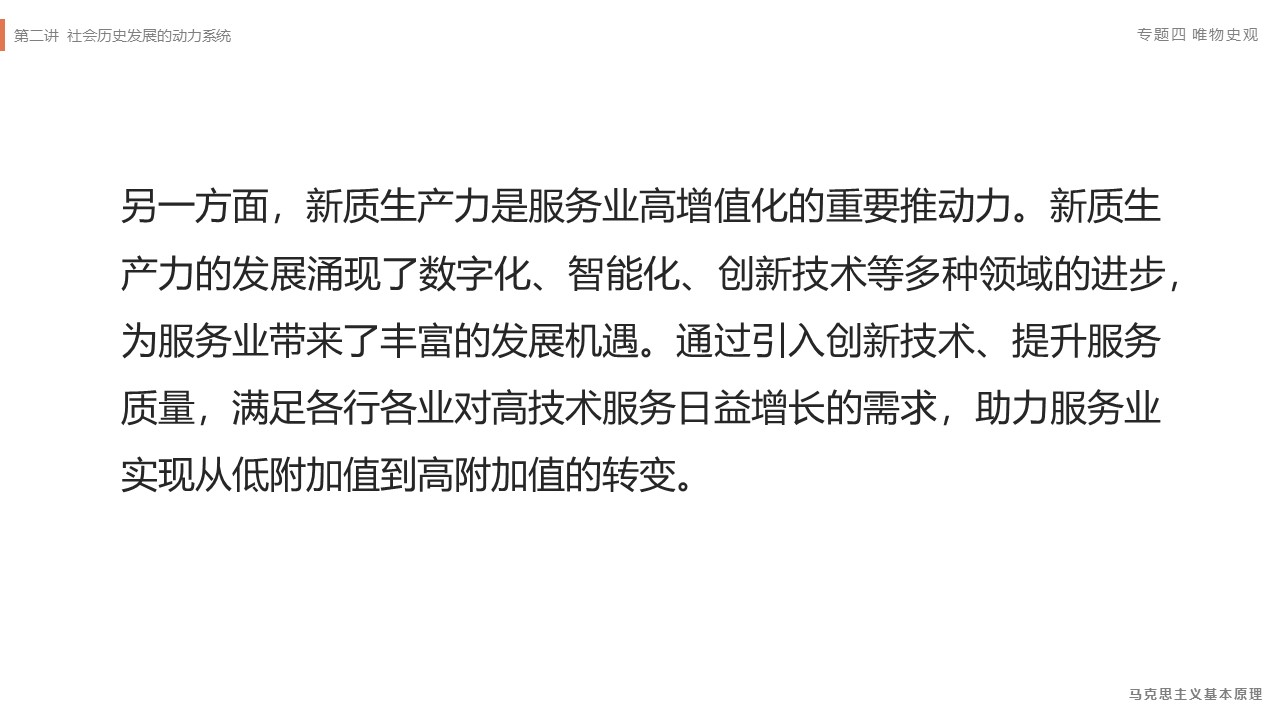 第二讲 社会历史发展的动力系统
专题四 唯物史观
另一方面，新质生产力是服务业高增值化的重要推动力。新质生
产力的发展涌现了数字化、智能化、创新技术等多种领域的进步，
为服务业带来了丰富的发展机遇。通过引入创新技术、提升服务
质量，满足各行各业对高技术服务日益增长的需求，助力服务业
实现从低附加值到高附加值的转变。
马克思主义基本原理